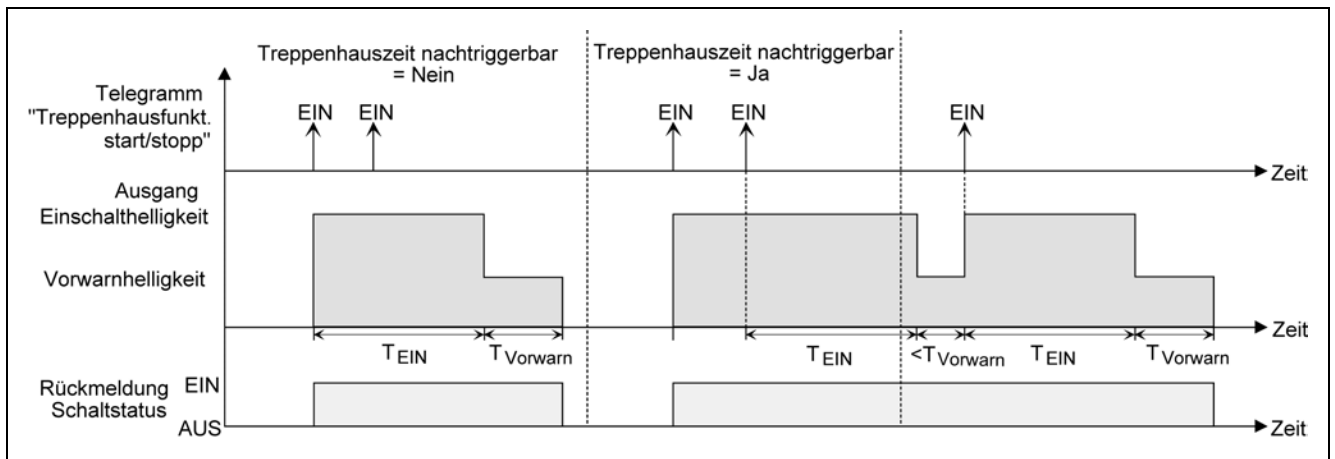 Treppenhauszeit nachtriggerbar
= Nein
Treppenhauszeit nachtriggerbar
= Ja
Telegramm
"Treppenhausfunkt.
start/stopp"
EIN
EIN
EIN
EIN
EIN
Zeit
Ausgang
Einschalthelligkeit
Vorwarnhelligkeit
Zeit
TEIN
TVorwarn
TEIN
<TVorwarn
TEIN
TVorwarn
Rückmeldung
Schaltstatus
EIN
AUS
Zeit